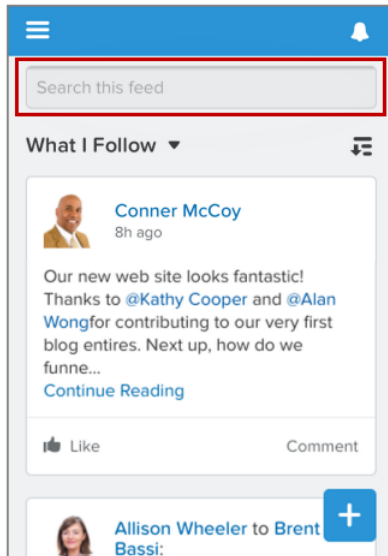 Search this feed
What I Follow
Conner McCoy
8h ago
Our new web site looks fantastic!
Thanks to @Kathy Cooper and @Alan
Wongfor contributing to our very first
blog entires. Next up, how do we
funne...
Continue Reading
Like
Comment
Allison Wheeler to Brent
Bassi: